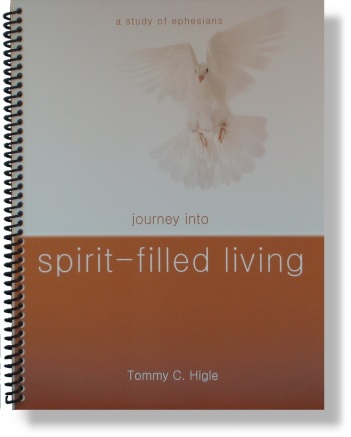 a study of ephesians
journey into
spirit-filled living
Tommy C. Higle